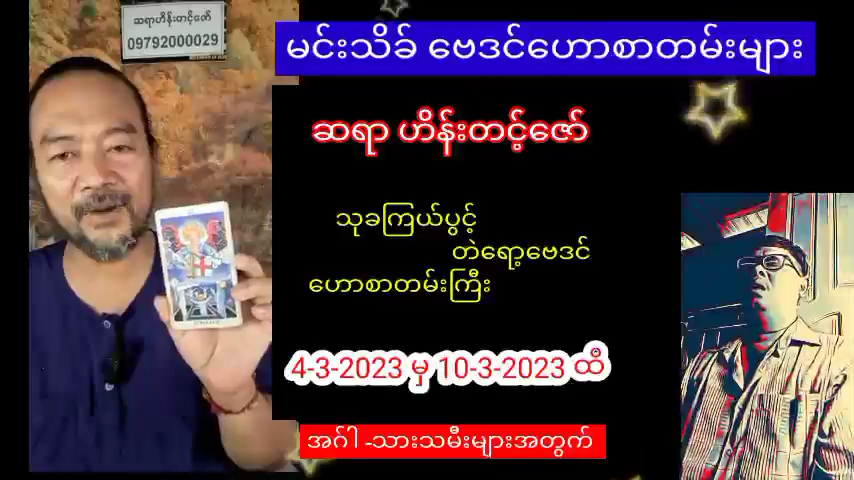 ဆရာဟိန်းတင့်ဇော်
09792000029
မင်းသိခ် ဗေဒင်ဟောစာတမ်းများ
ဆရာ ဟိန်းတင့်ဇော်
သုခကြယ်ပွင့်
တဲရော့ဗေဒင်
ဟောစာတမ်းကြီး
4-3-2023 မှ 10-3-2023 ထိ
အင်္ဂါ -သားသမီးများအတွက်